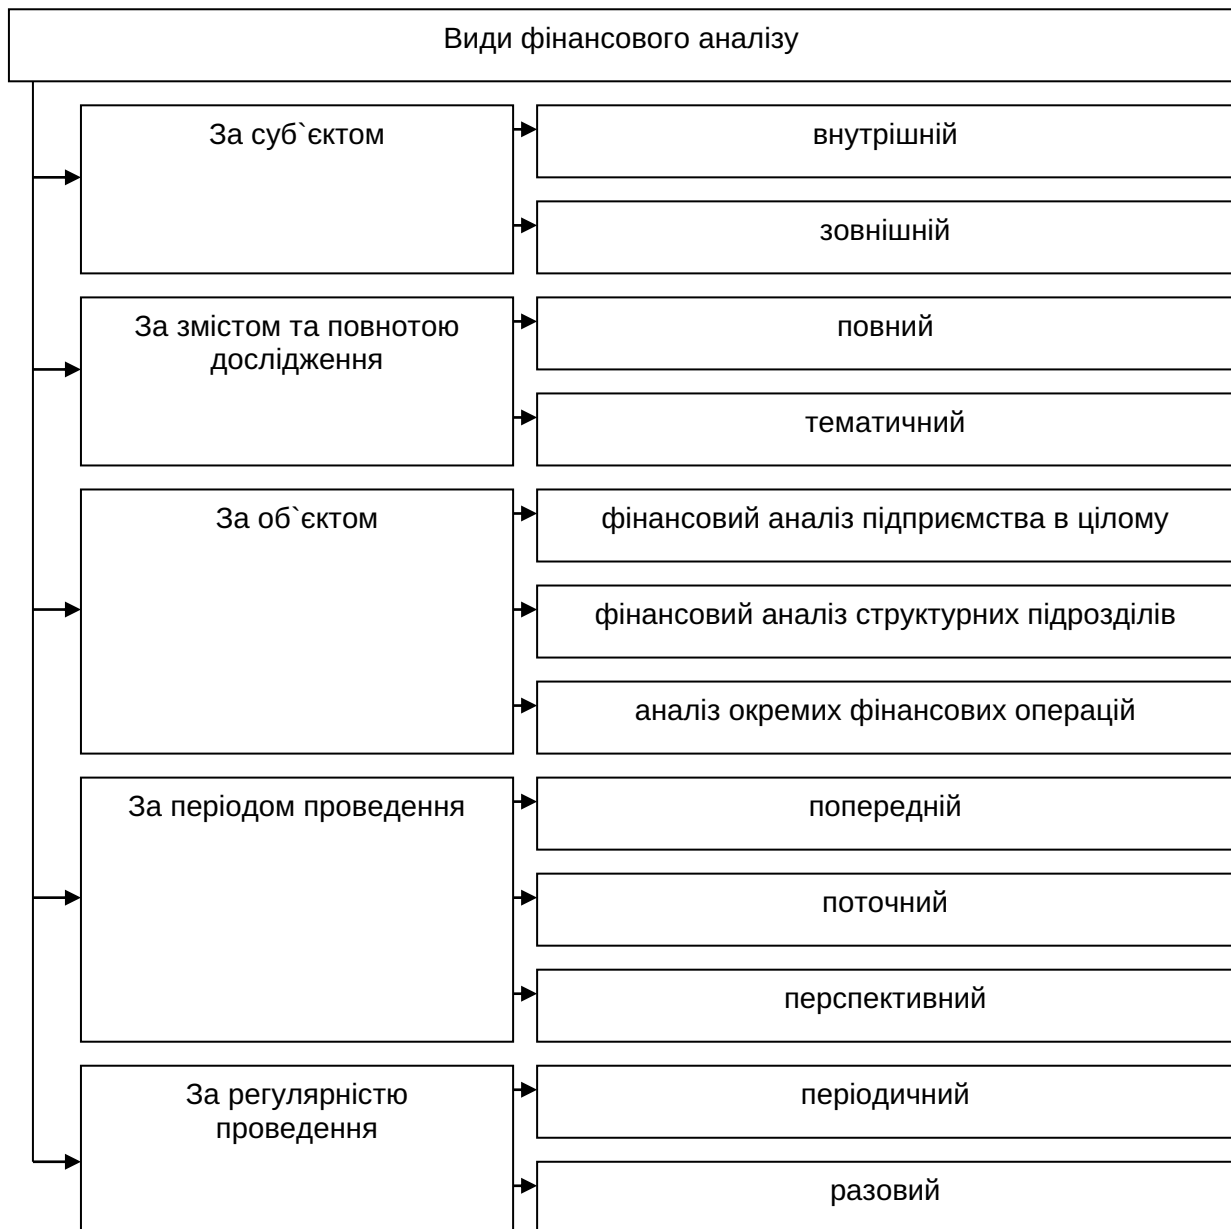 Види фінансового аналізу
За суб`єктом
внутрішній
зовнішній
За змістом та повнотою
дослідження
повний
тематичний
За об`єктом
фінансовий аналіз підприємства в цілому
фінансовий аналіз структурних підрозділів
аналіз окремих фінансових операцій
За періодом проведення
попередній
поточний
перспективний
За регулярністю
проведення
періодичний
разовий